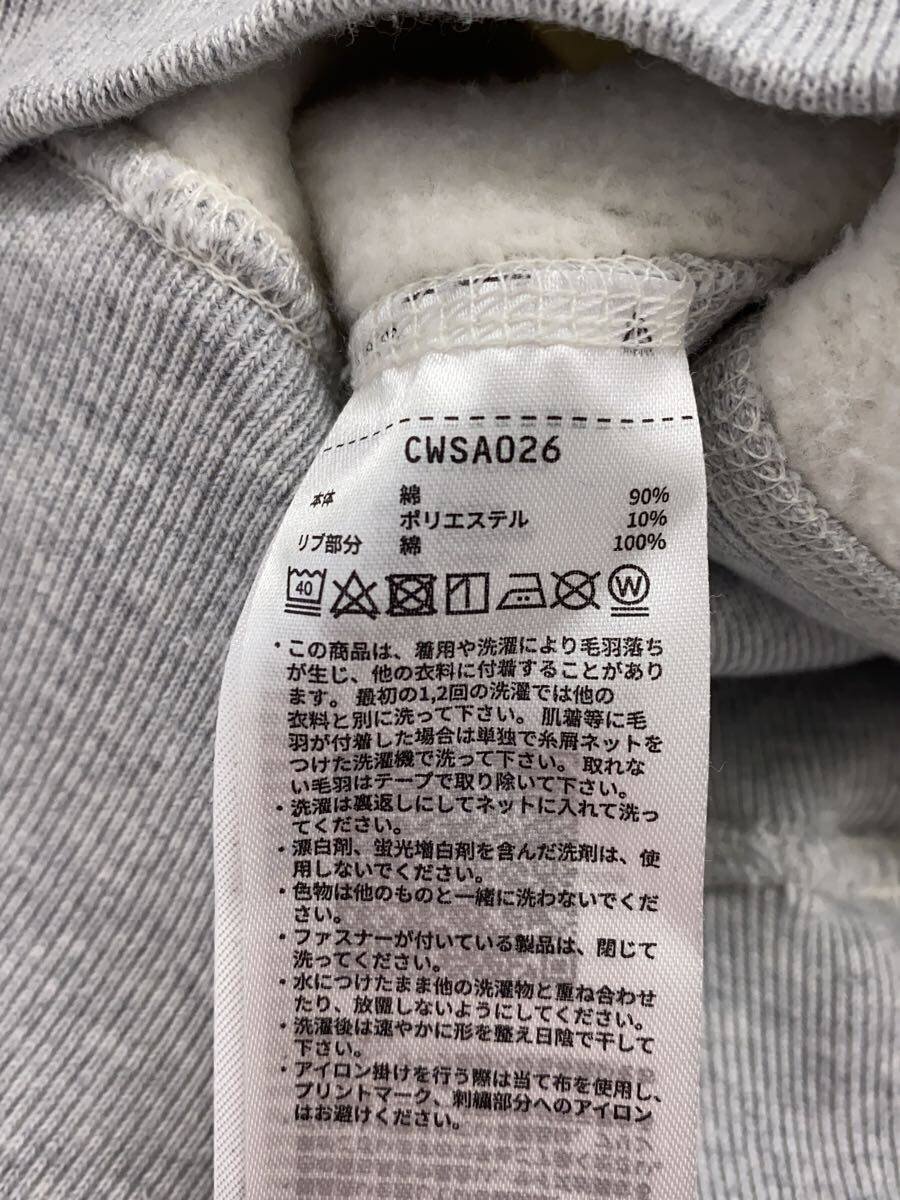 CWSA026
本体 綿 90%
ポリエステル 10%
リブ部分 綿 100%
40 W
・この商品は、着用や洗濯により毛羽落ち
が生じ、他の衣料に付着することがあり
ます。最初の1,2回の洗濯では他の
衣料と別に洗って下さい。肌着等に毛
羽が付着した場合は単独で糸屑ネットを
つけた洗濯機で洗って下さい。取れな
い毛羽はテープで取り除いて下さい。
・洗濯は裏返しにしてネットに入れて洗っ
てください。
・漂白剤、蛍光増白剤を含んだ洗剤は、使
用しないでください。
・色物は他のものと一緒に洗わないでくだ
さい。
・ファスナーが付いている製品は、閉じて
洗ってください。
・水につけたまま他の洗濯物と重ね合わせ
たり、放置しないようにしてください。
・洗濯後は速やかに形を整え日陰で干して
下さい。
・アイロン掛けを行う際は当て布を使用し、
プリントマーク、刺繍部分へのアイロン
はお避けください。